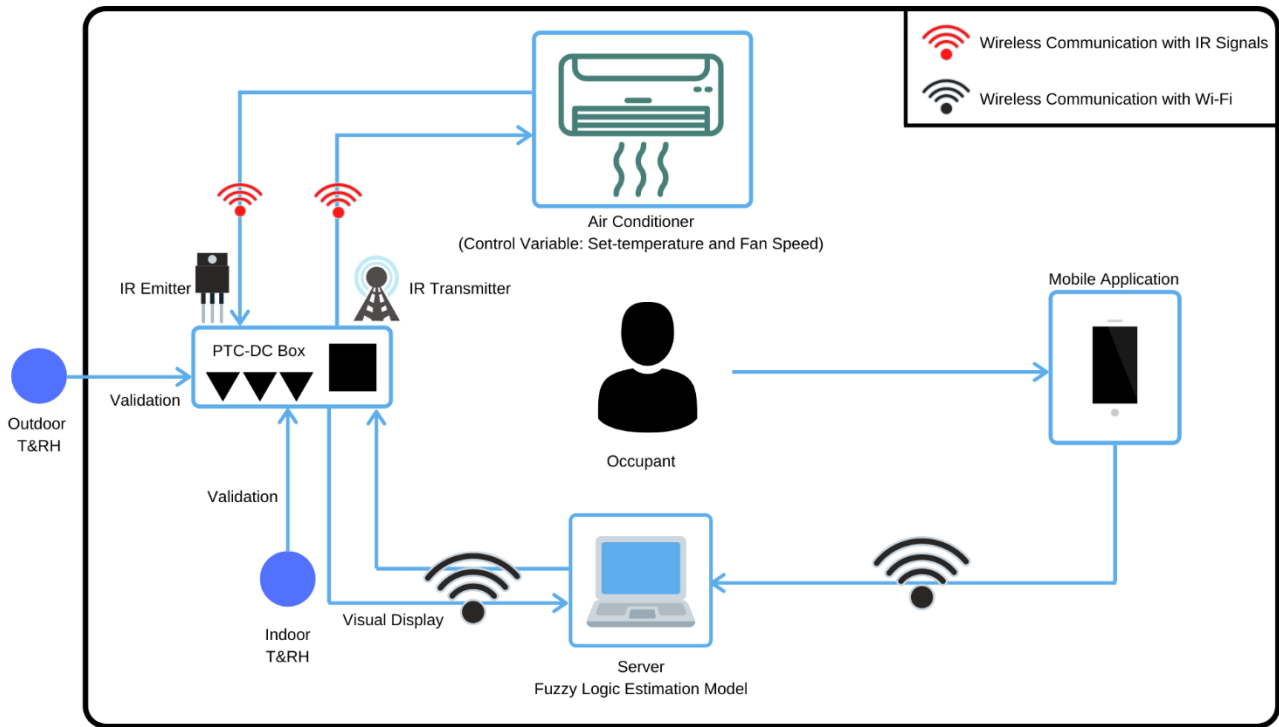 Wireless Communication with IR Signals
Wireless Communication with Wi-Fi
Air Conditioner
(Control Variable: Set-temperature and Fan Speed)
IR Emitter
IR Transmitter
Mobile Application
PTC-DC Box
Validation
Outdoor
T&RH
Occupant
Validation
Visual Display
Indoor
T&RH
Server
Fuzzy Logic Estimation Model